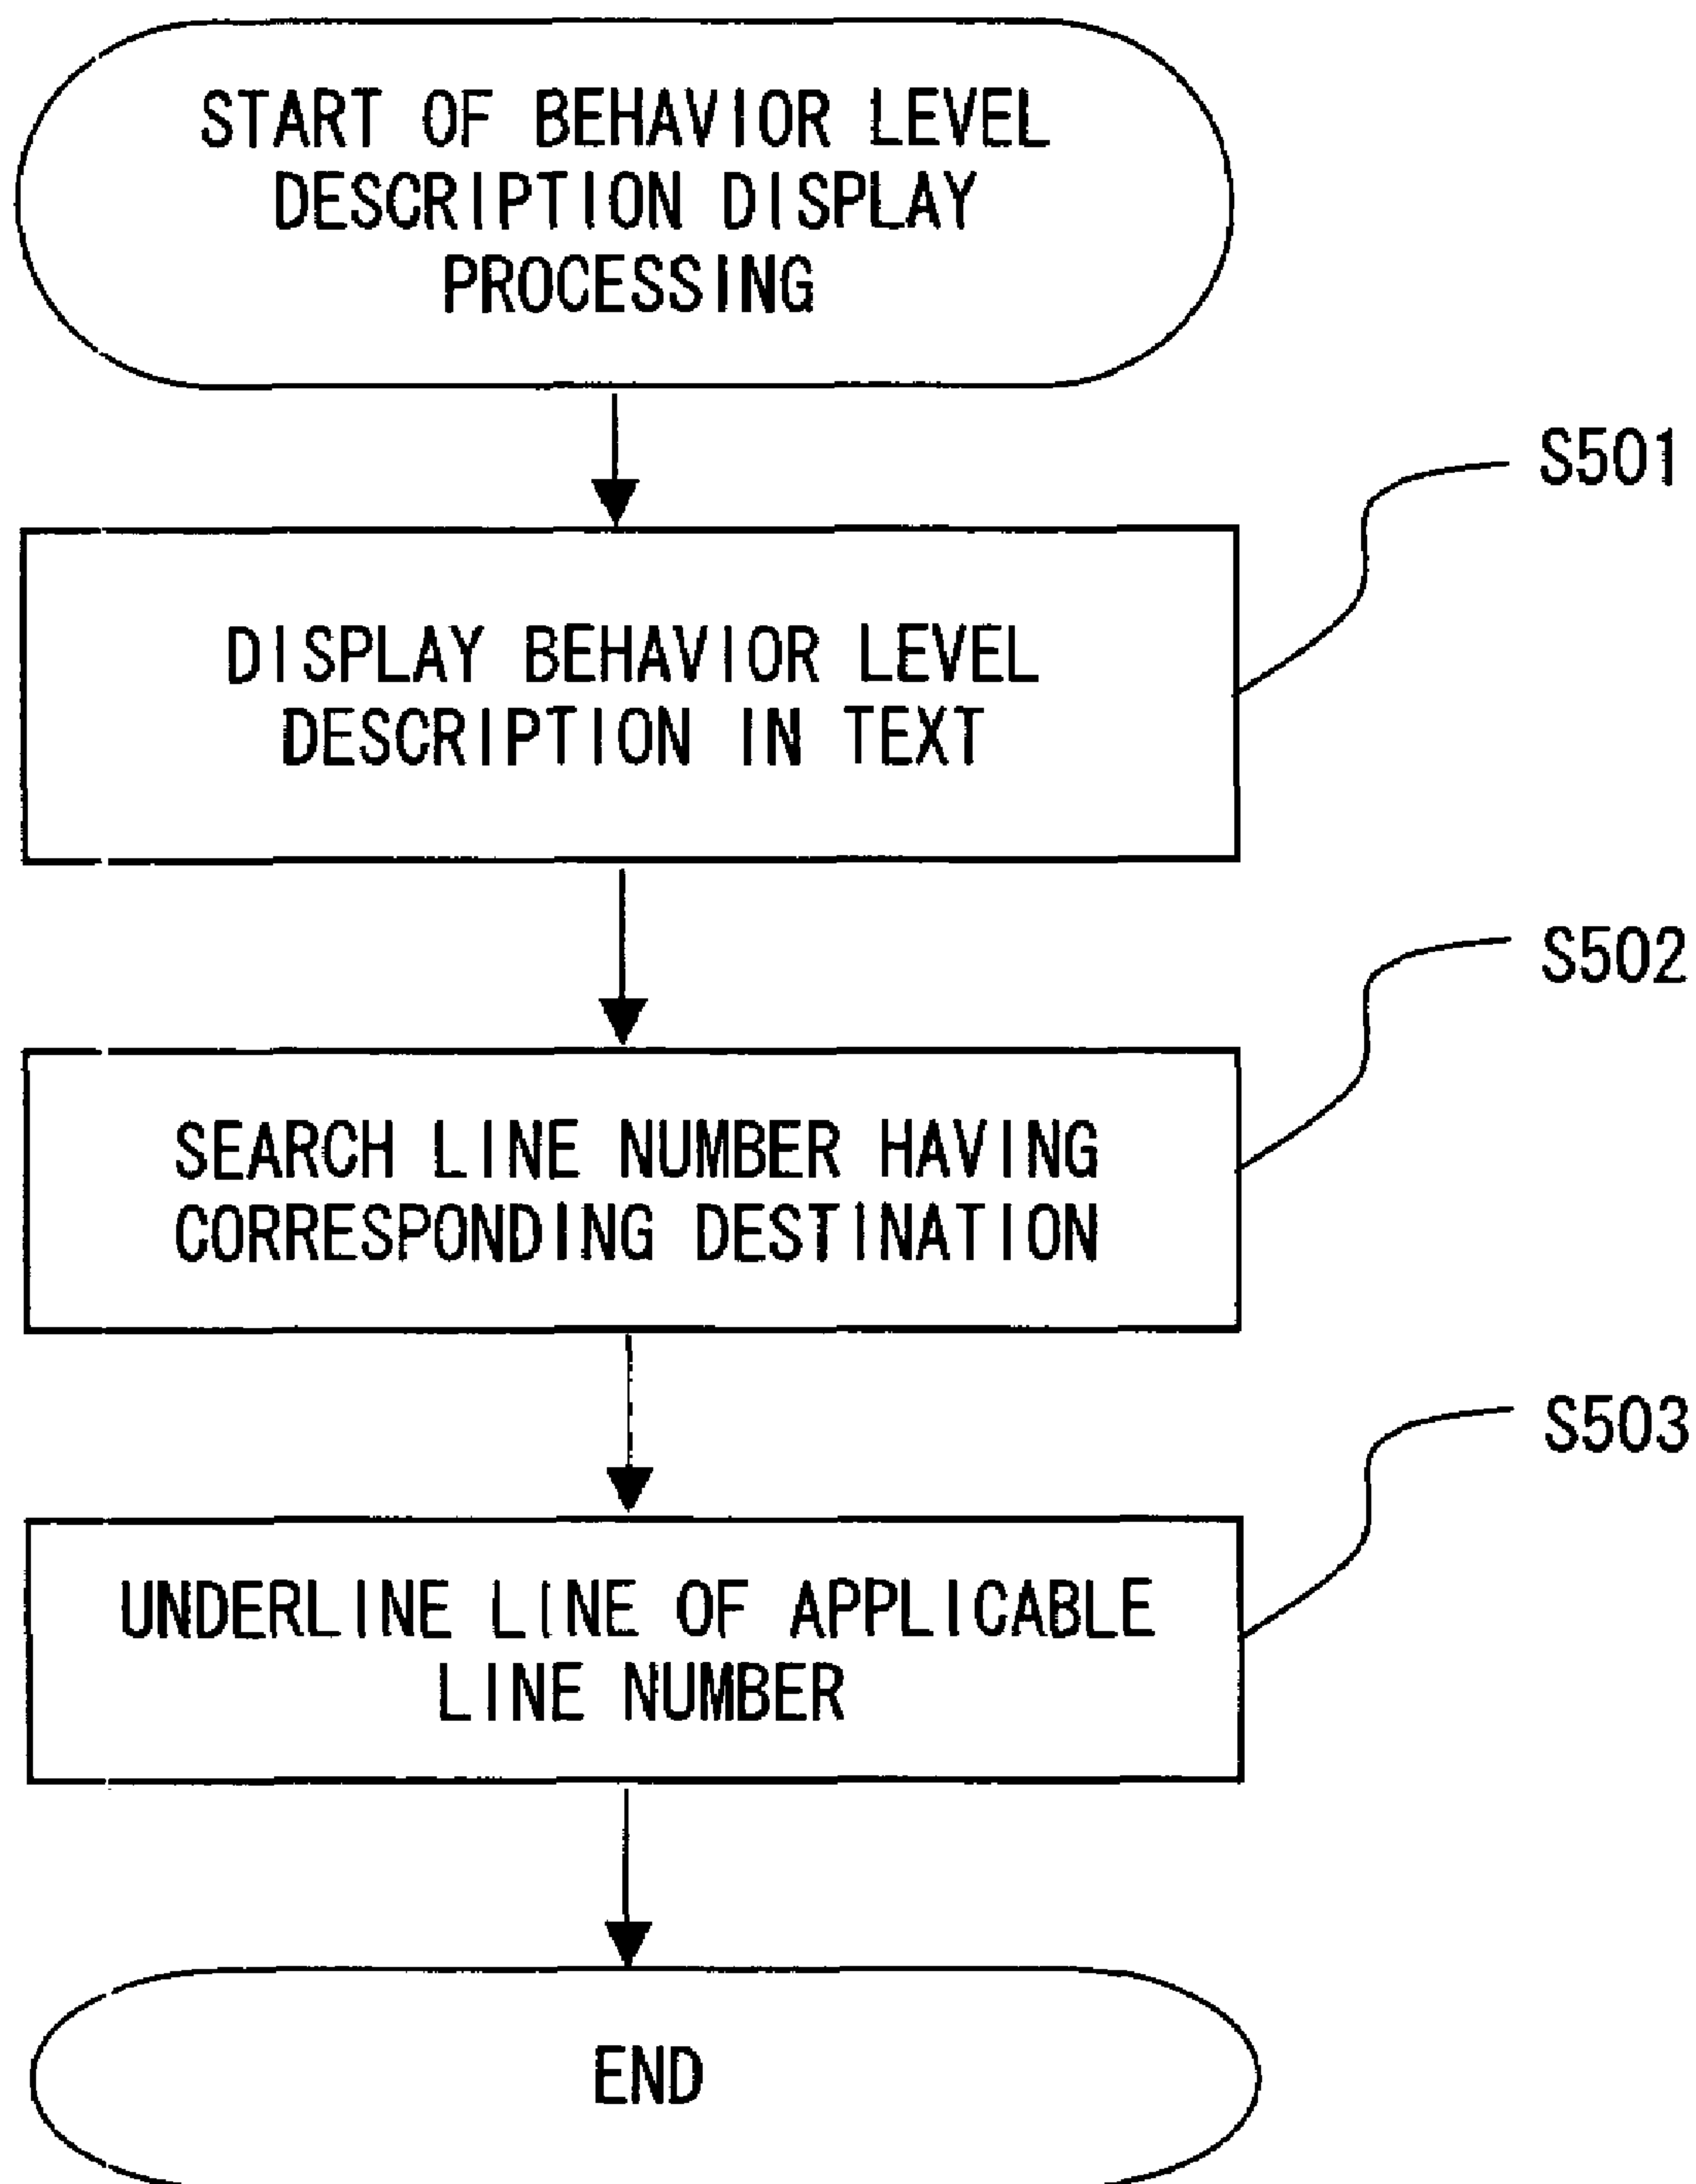 START OF BEHAVIOR LEVEL
DESCRIPTION DISPLAY
PROCESSING
S501
DISPLAY BEHAVIOR LEVEL
DESCRIPTION IN TEXT
S502
SEARCH LINE NUMBER HAVING
CORRESPONDING DESTINATION
S503
UNDERLINE LINE OF APPLICABLE
LINE NUMBER
END